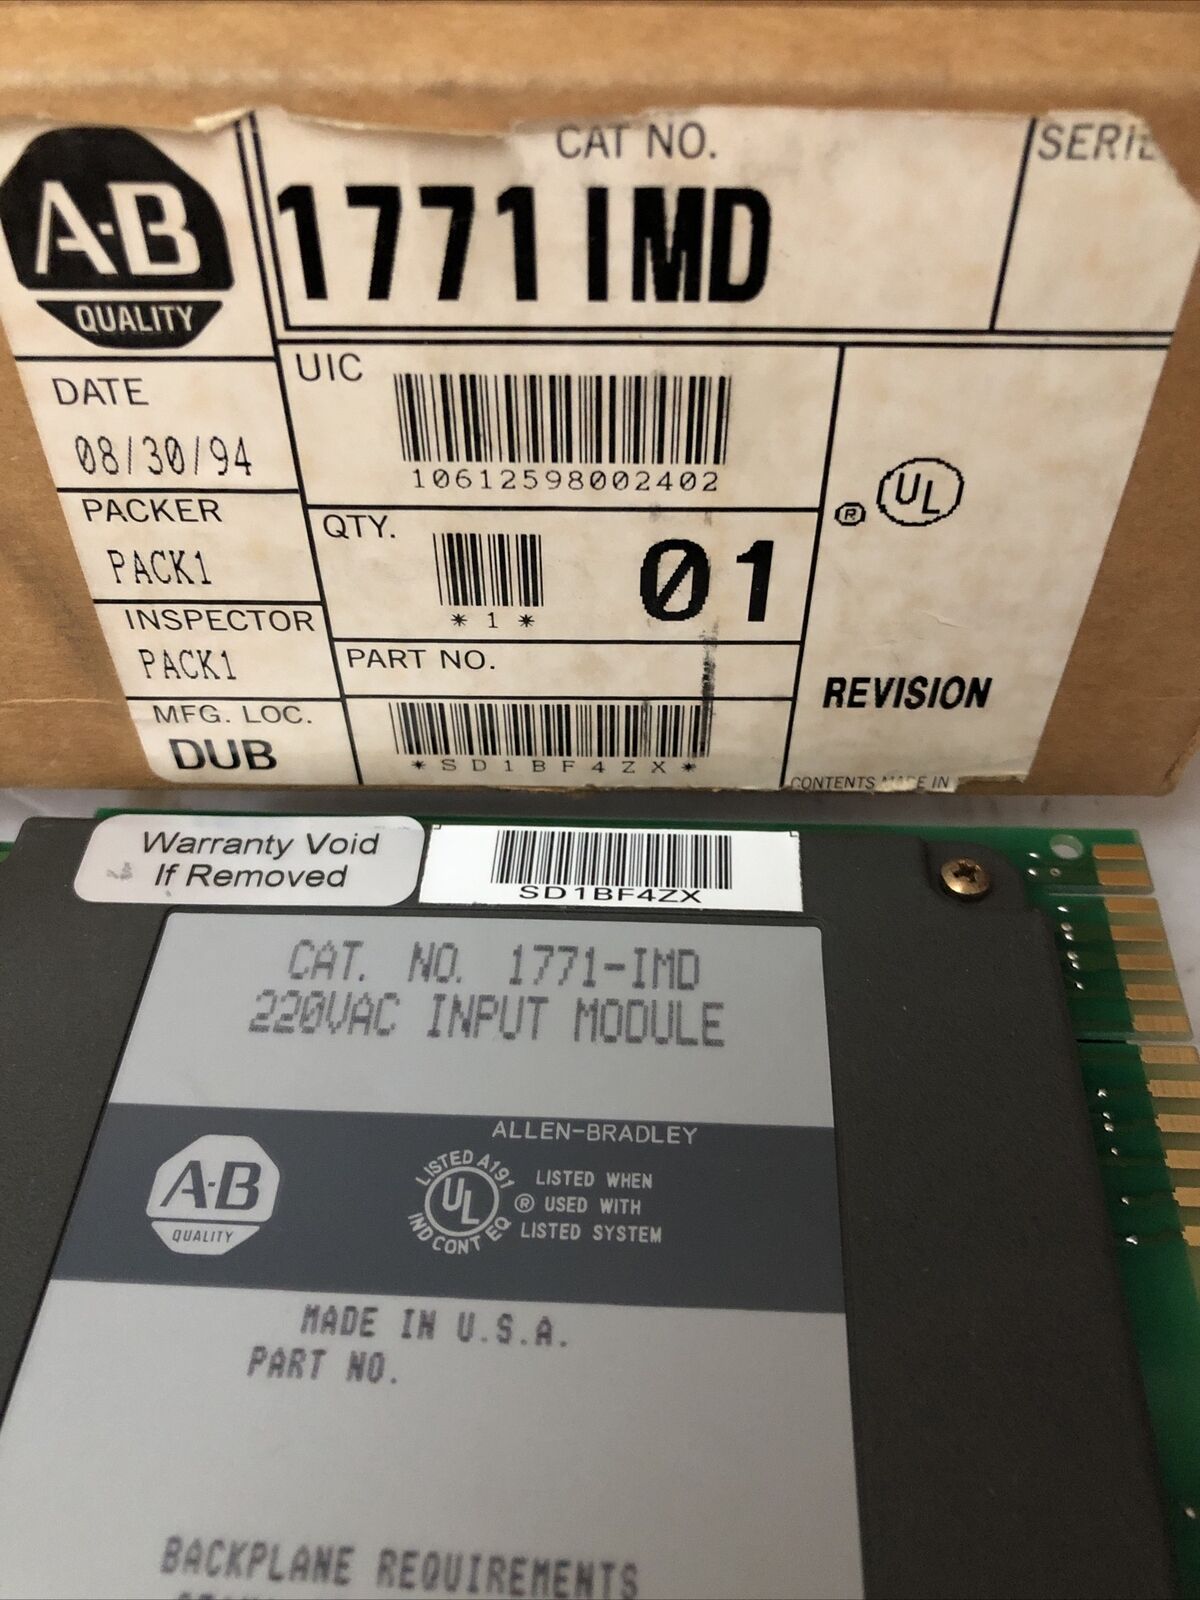 A-B
QUALITY
CAT NO.
1771IMD
DATE
08/30/94
PACKER
PACK1
INSPECTOR
PACK1
MFG. LOC.
DUB
UIC
10612598002402
QTY.
*1*
01
PART NO.
*SD1BF4ZX*
® UL
REVISION
CONTENTS MADE IN
Warranty Void
If Removed
SD1BF4ZX
CAT. NO. 1771-IMD
220VAC INPUT MODULE
ALLEN-BRADLEY
A-B
QUALITY
LISTED A191
UL
IND CONT EQ
®
LISTED WHEN
USED WITH
LISTED SYSTEM
MADE IN U.S.A.
PART NO.
BACKPLANE REQUIREMENTS